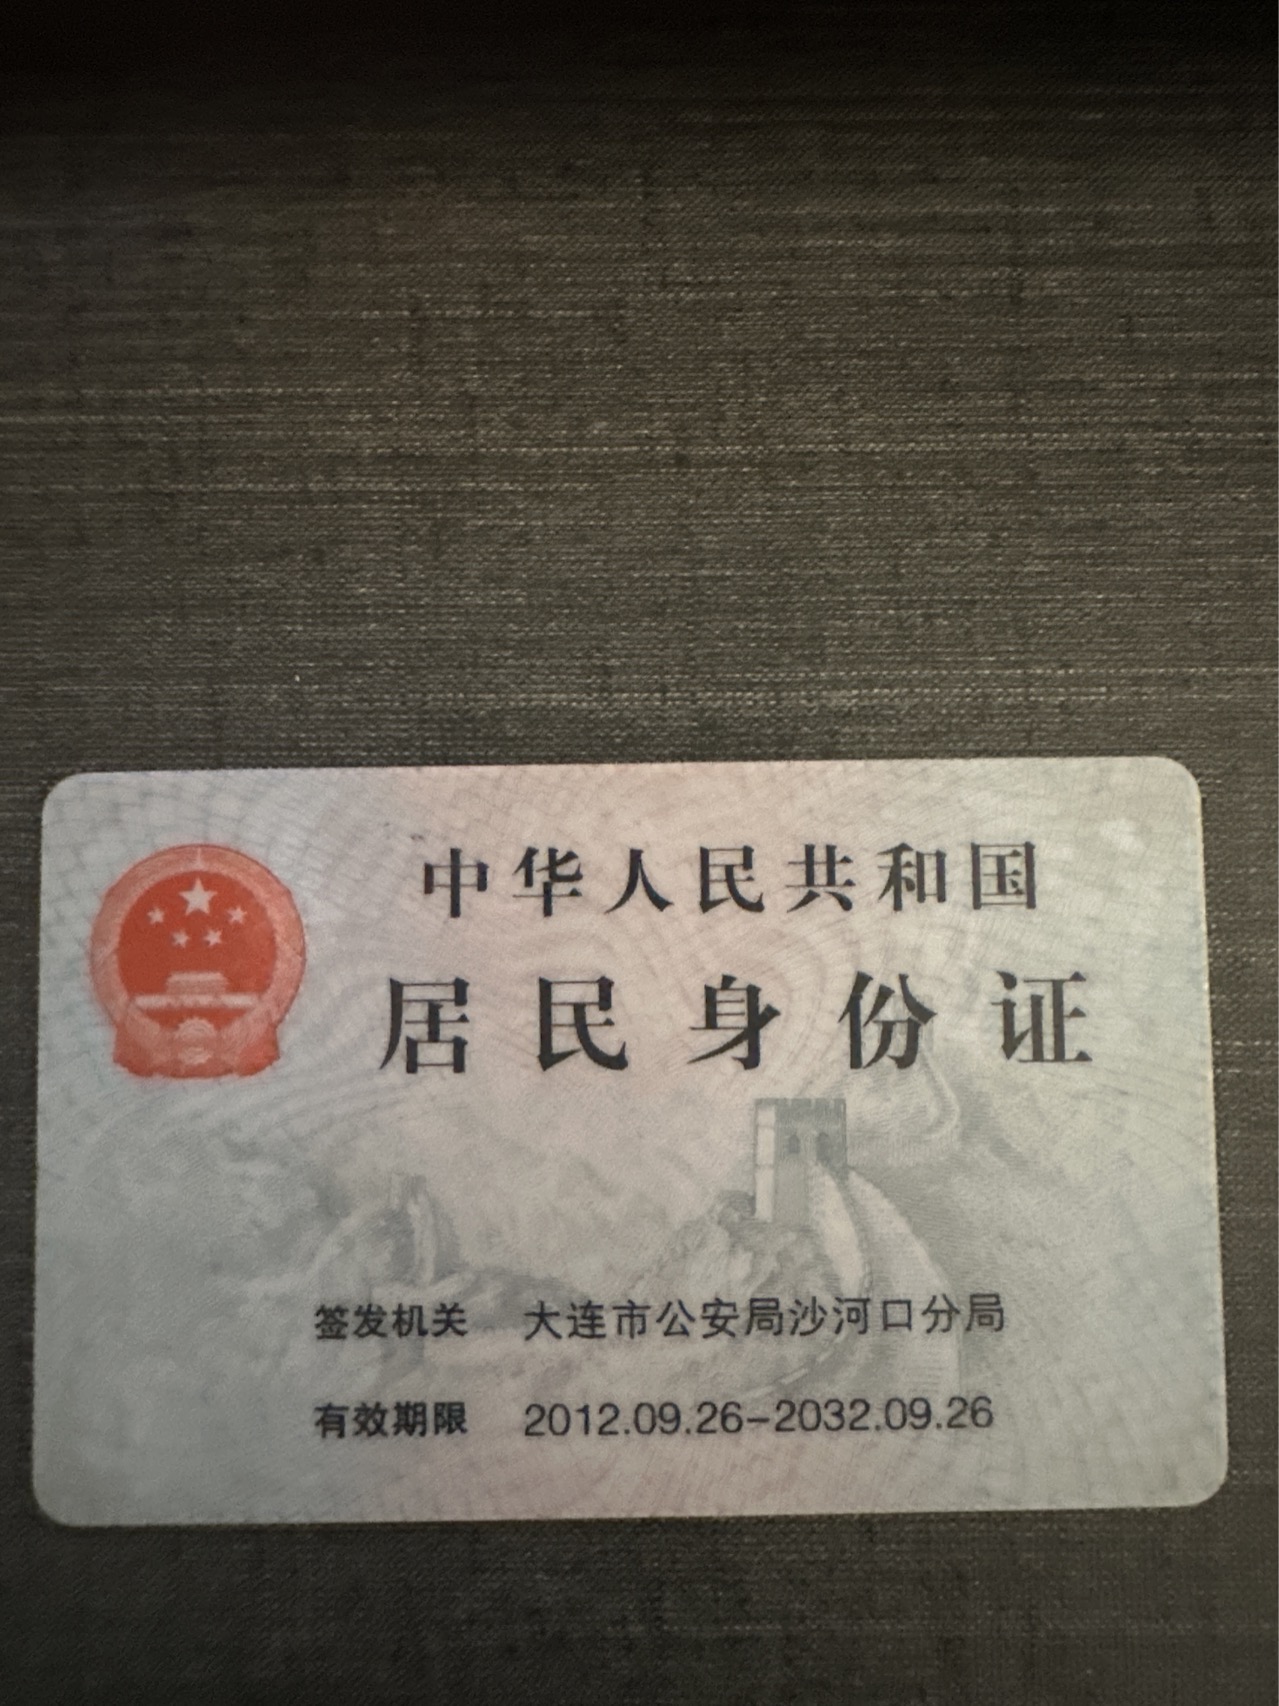 中华人民共和国
居民身份证
签发机关 大连市公安局沙河口分局
有效期限 2012.09.26-2032.09.26